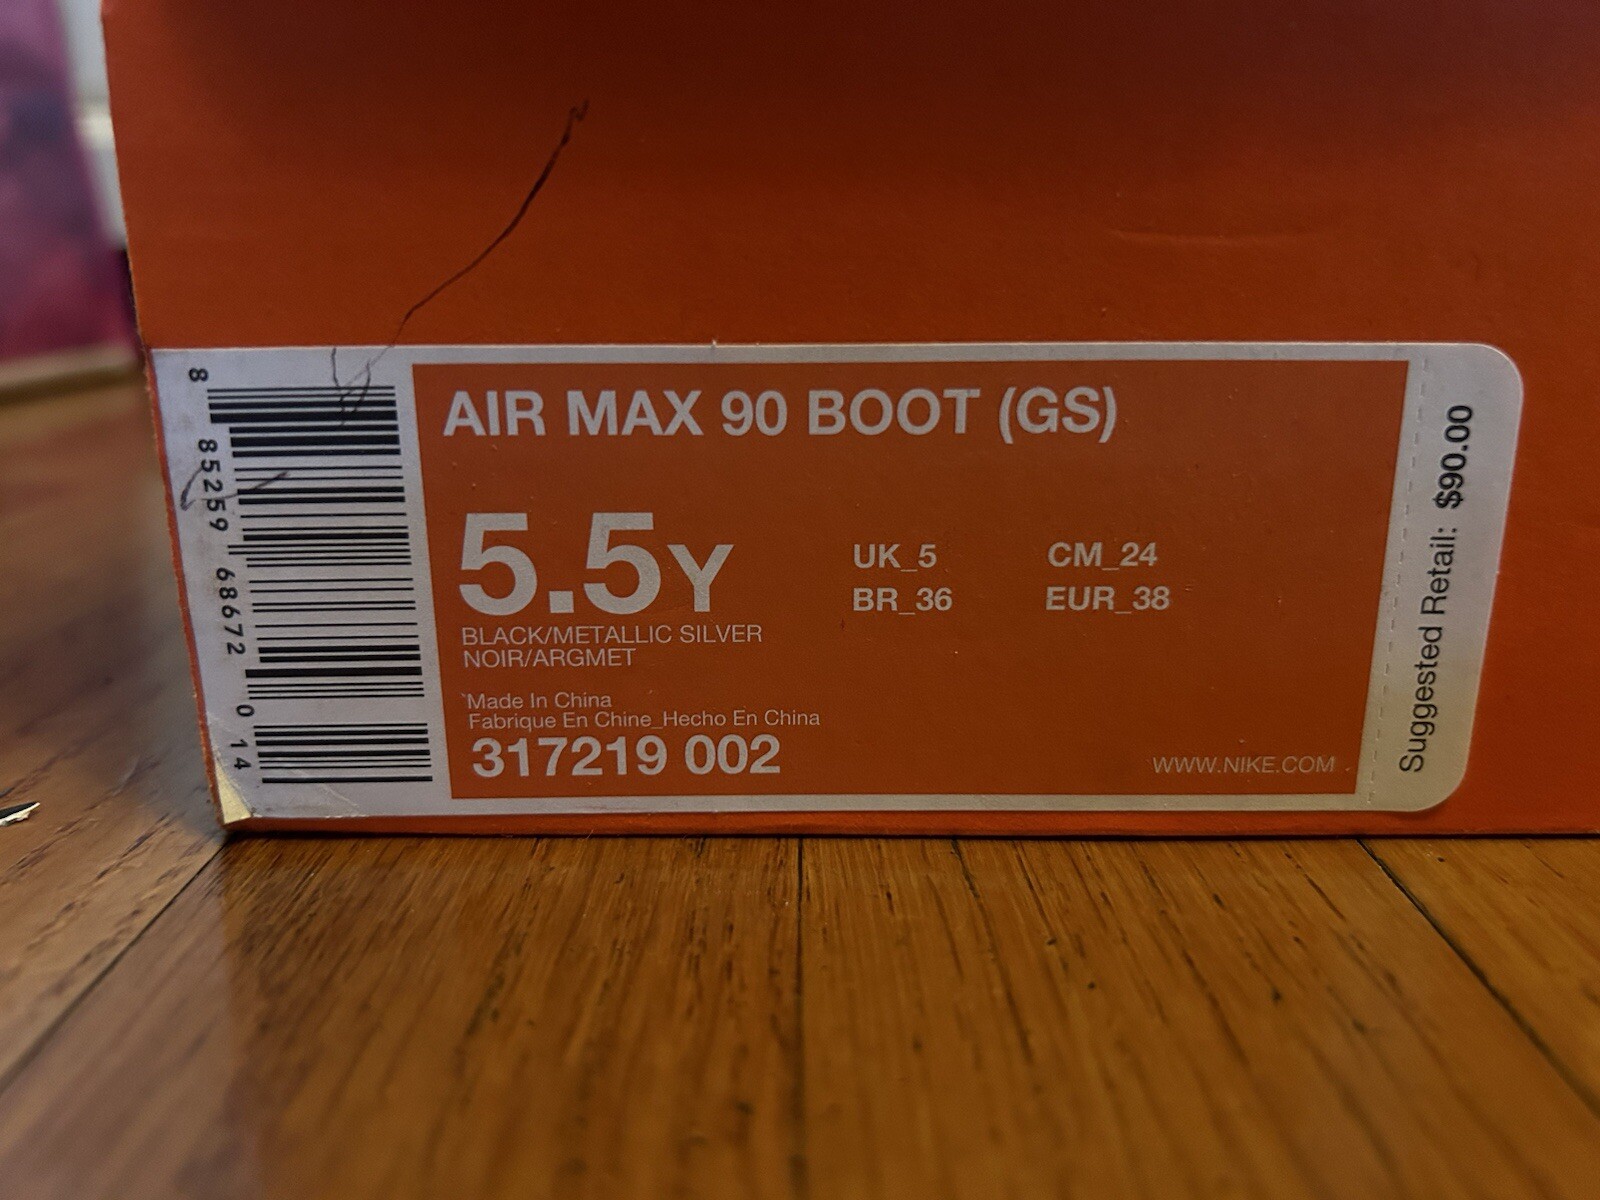 8 85259 68672 0 14
AIR MAX 90 BOOT (GS)
5.5Y
UK_5 CM_24
BR_36 EUR_38
BLACK/METALLIC SILVER
NOIR/ARGMET
Made In China
Fabrique En Chine_Hecho En China
317219 002
WWW.NIKE.COM
Suggested Retail: $90.00